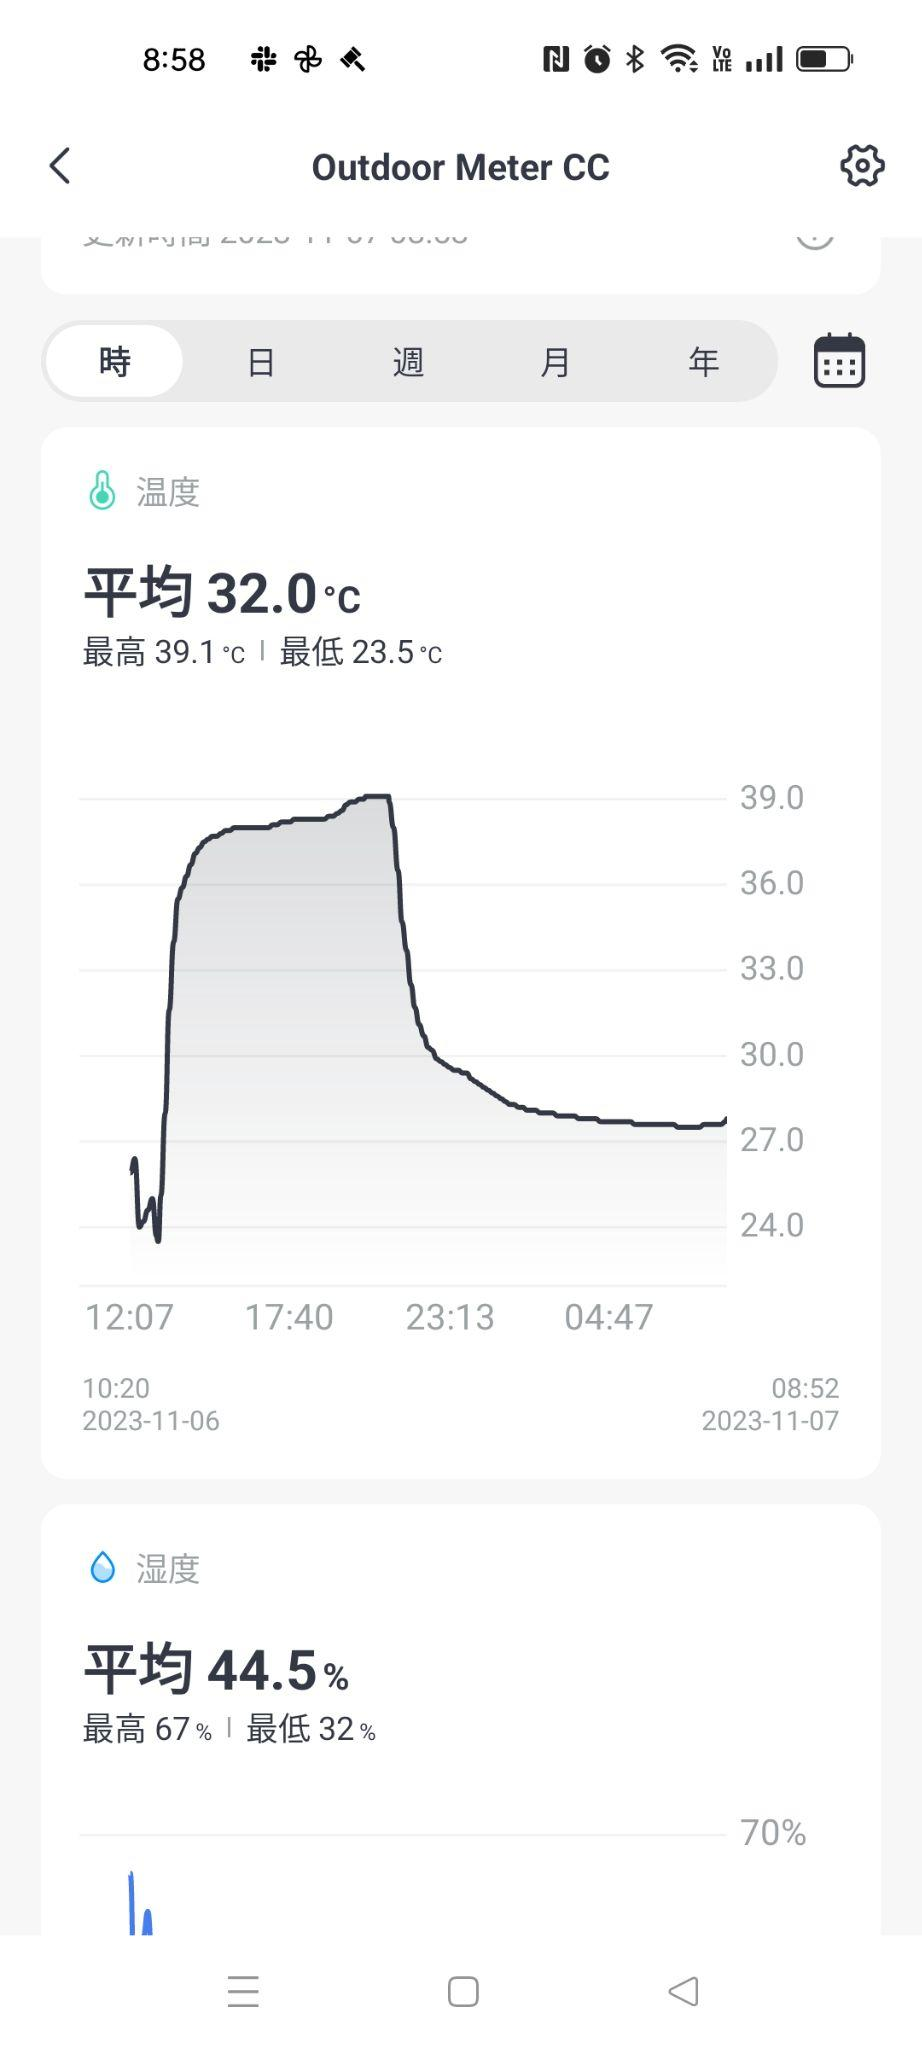 8:58
Vo LTE
Outdoor Meter CC
時 日 週 月 年
温度
平均 32.0 °C
最高 39.1 °C | 最低 23.5 °C
39.0
36.0
33.0
30.0
27.0
24.0
12:07 17:40 23:13 04:47
10:20 08:52
2023-11-06 2023-11-07
湿度
平均 44.5 %
最高 67 % | 最低 32 %
70%